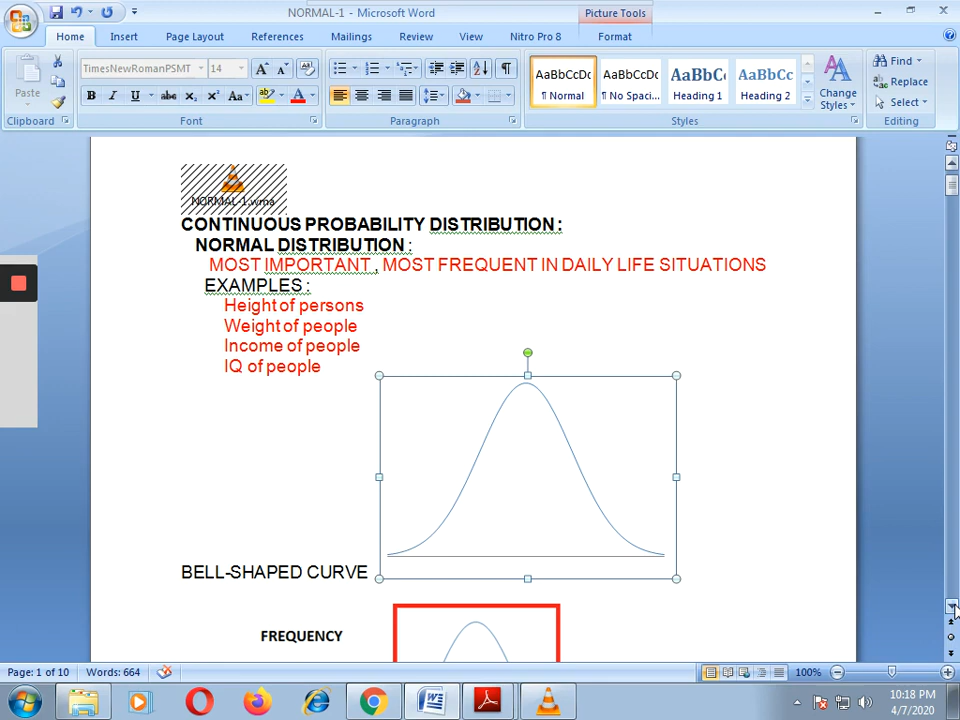 NORMAL-1 - Microsoft Word
Picture Tools
Home Insert Page Layout References Mailings Review View Nitro Pro 8 Format
Paste
Clipboard
TimesNewRomanPSMT 14
Font
Paragraph
AaBbCcDc AaBbCcDc AaBbCc AaBbCc
¶ Normal ¶ No Spaci... Heading 1 Heading 2
Change Styles
Styles
Find
Replace
Select
Editing
NORMAL-1.wma
CONTINUOUS PROBABILITY DISTRIBUTION :
NORMAL DISTRIBUTION :
MOST IMPORTANT , MOST FREQUENT IN DAILY LIFE SITUATIONS
EXAMPLES :
Height of persons
Weight of people
Income of people
IQ of people
BELL-SHAPED CURVE
FREQUENCY
Page: 1 of 10 Words: 664 100%
10:18 PM
4/7/2020